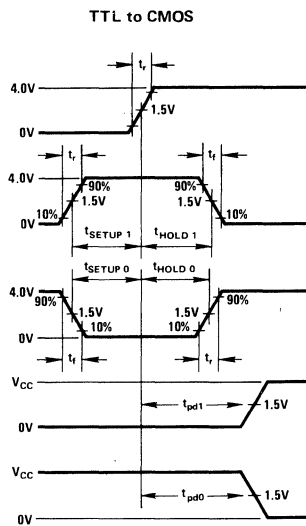 TTL to CMOS
tr
4.0V
1.5V
0V
tr
tf
4.0V
90%
90%
1.5V
1.5V
10%
10%
0V
tSETUP 1
tHOLD 1
tSETUP 0
tHOLD 0
4.0V
90%
90%
1.5V
1.5V
10%
10%
0V
tf
tr
VCC
tpd1
1.5V
0V
VCC
tpd0
1.5V
0V